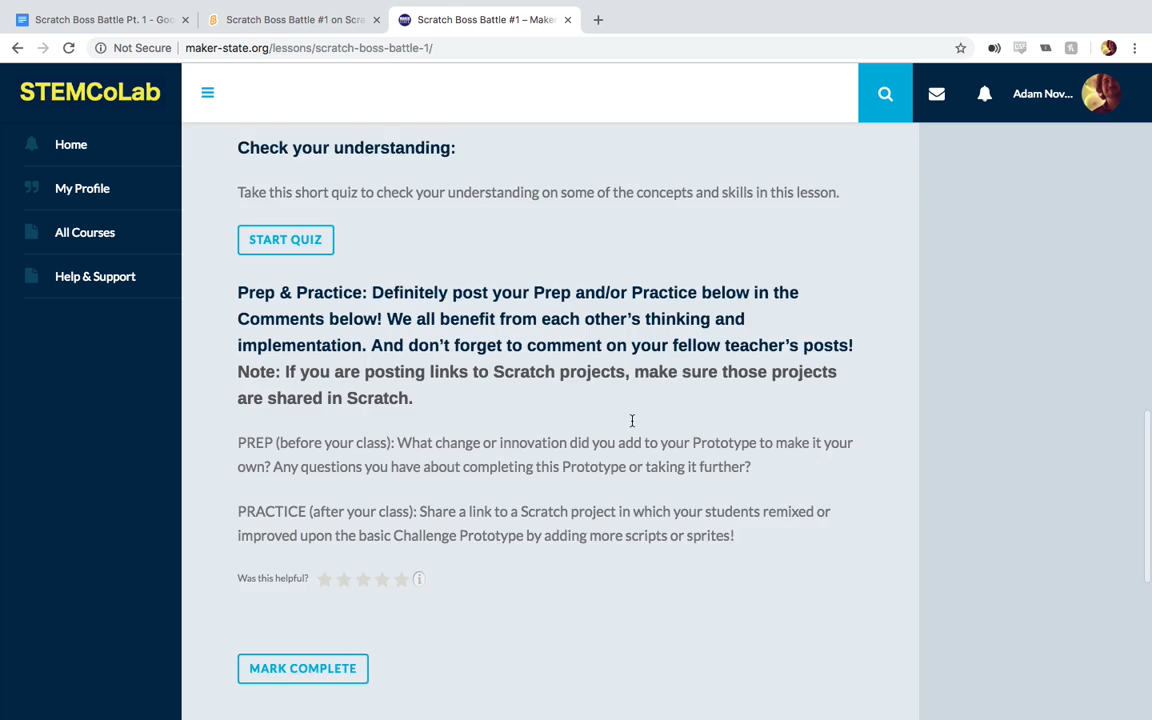 Scratch Boss Battle Pt. 1 - Goo
Scratch Boss Battle #1 on Scra
Scratch Boss Battle #1 – Make
Not Secure
maker-state.org/lessons/scratch-boss-battle-1/
STEMCoLab
Adam Nov...
Home
My Profile
All Courses
Help & Support
Check your understanding:
Take this short quiz to check your understanding on some of the concepts and skills in this lesson.
START QUIZ
Prep & Practice: Definitely post your Prep and/or Practice below in the
Comments below! We all benefit from each other's thinking and
implementation. And don't forget to comment on your fellow teacher's posts!
Note: If you are posting links to Scratch projects, make sure those projects
are shared in Scratch.
PREP (before your class): What change or innovation did you add to your Prototype to make it your
own? Any questions you have about completing this Prototype or taking it further?
PRACTICE (after your class): Share a link to a Scratch project in which your students remixed or
improved upon the basic Challenge Prototype by adding more scripts or sprites!
Was this helpful?
MARK COMPLETE